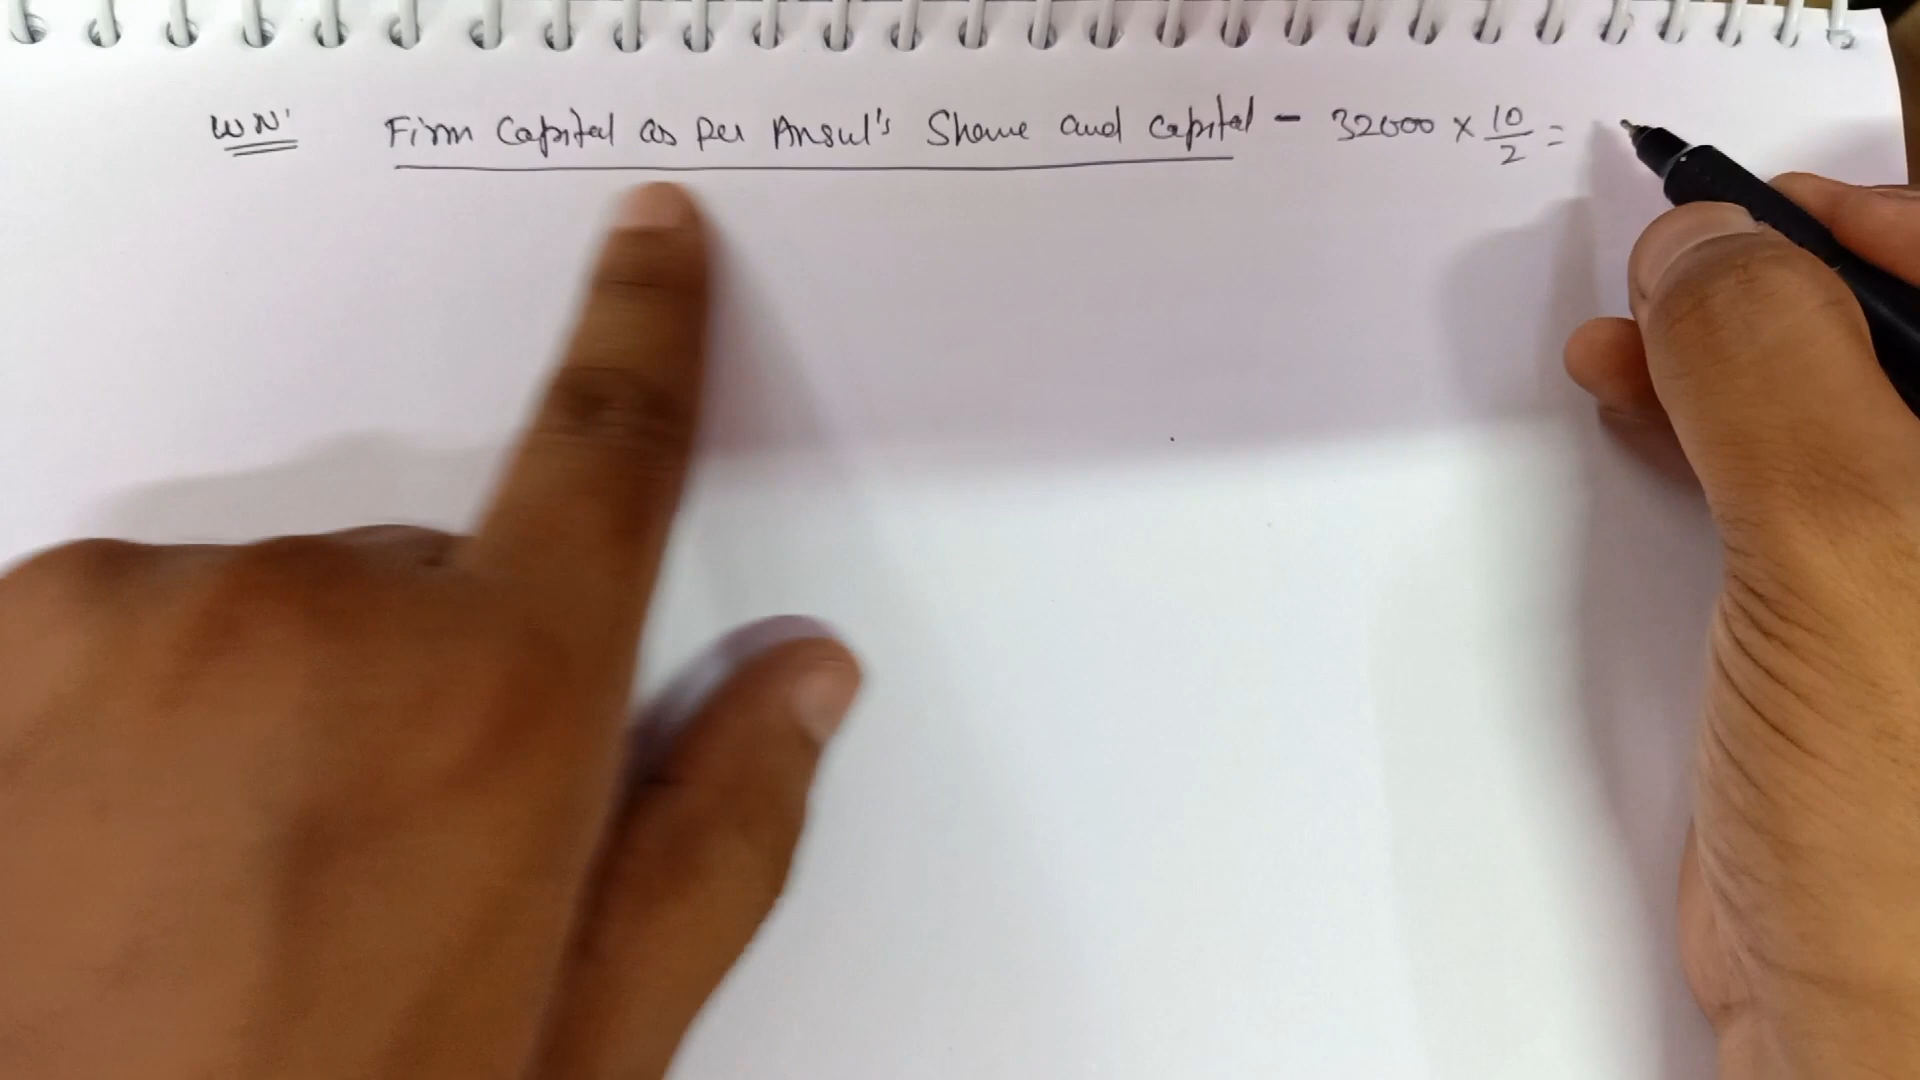 WN' Firm Capital as per Ansul's Share and Capital - 32000 × 10/2 =